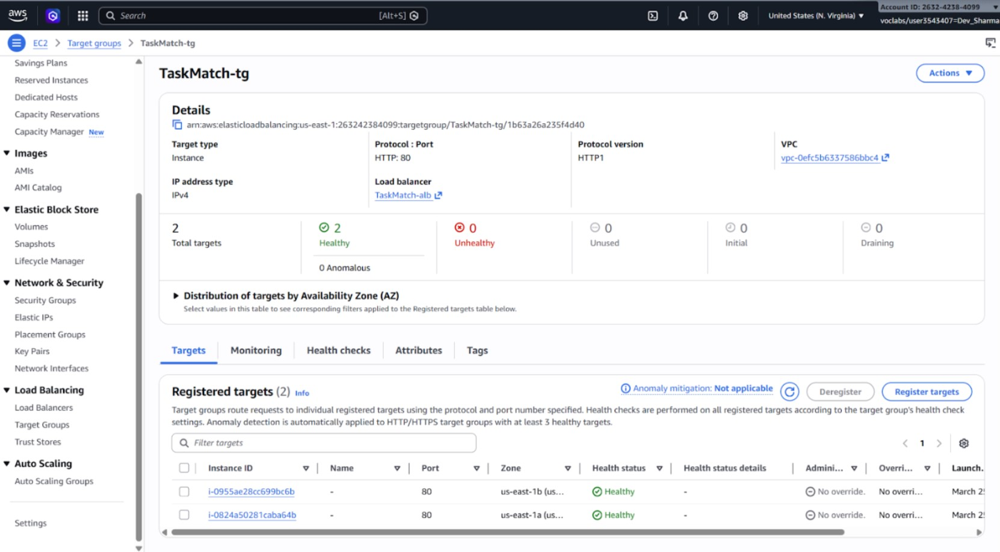 aws
Search
[Alt+S]
United States (N. Virginia)
Account ID: 2632-4238-4099
voclabs/user3543407=Dev_Sharma
EC2 > Target groups > TaskMatch-tg
Savings Plans
Reserved Instances
Dedicated Hosts
Capacity Reservations
Capacity Manager New
Images
AMIs
AMI Catalog
Elastic Block Store
Volumes
Snapshots
Lifecycle Manager
Network & Security
Security Groups
Elastic IPs
Placement Groups
Key Pairs
Network Interfaces
Load Balancing
Load Balancers
Target Groups
Trust Stores
Auto Scaling
Auto Scaling Groups
Settings
TaskMatch-tg
Actions
Details
arn:aws:elasticloadbalancing:us-east-1:263242384099:targetgroup/TaskMatch-tg/1b63a26a235f4d40
Target type
Instance
Protocol : Port
HTTP: 80
Protocol version
HTTP1
VPC
vpc-0efc5b6337586bbc4
IP address type
IPv4
Load balancer
TaskMatch-alb
2
Total targets
2
Healthy
0 Anomalous
0
Unhealthy
0
Unused
0
Initial
0
Draining
Distribution of targets by Availability Zone (AZ)
Select values in this table to see corresponding filters applied to the Registered targets table below.
Targets Monitoring Health checks Attributes Tags
Registered targets (2) Info
Anomaly mitigation: Not applicable
Deregister
Register targets
Target groups route requests to individual registered targets using the protocol and port number specified. Health checks are performed on all registered targets according to the target group's health check
settings. Anomaly detection is automatically applied to HTTP/HTTPS target groups with at least 3 healthy targets.
Filter targets
1
Instance ID Name Port Zone Health status Health status details Admini... Overri... Launch.
i-0955ae28cc699bc6b - 80 us-east-1b (us... Healthy - No override. No overri... March 2
i-0824a50281caba64b - 80 us-east-1a (us... Healthy - No override. No overri... March 2